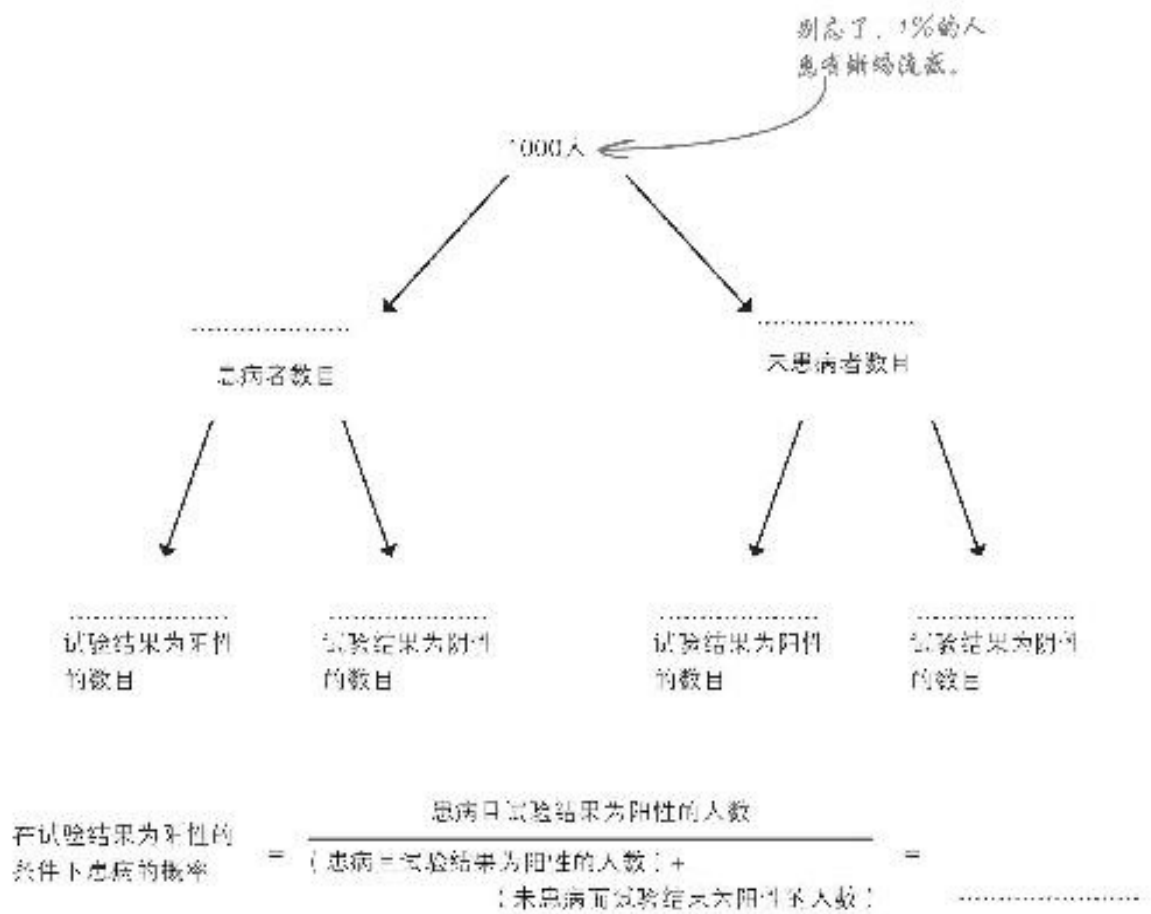 别忘了，1%的人
患有蜥蜴流感。
1000人
患病者数目
未患病者数目
试验结果为阳性
的数目
试验结果为阴性
的数目
试验结果为阳性
的数目
试验结果为阴性
的数目
在试验结果为阳性的
条件下患病的概率
=
患病且试验结果为阳性的人数
（患病且试验结果为阳性的人数）+
（未患病而试验结果为阳性的人数）
=